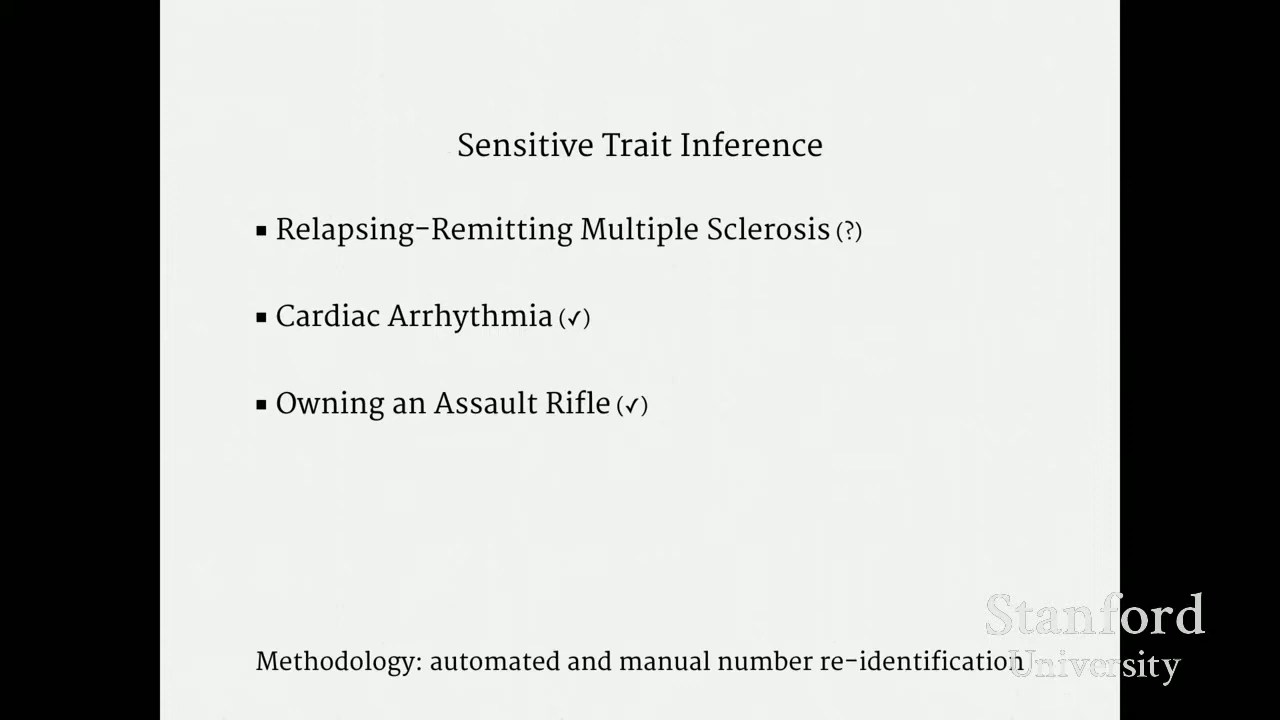 Sensitive Trait Inference
▪ Relapsing-Remitting Multiple Sclerosis (?)
▪ Cardiac Arrhythmia (✓)
▪ Owning an Assault Rifle (✓)
Methodology: automated and manual number re-identification
Stanford
University